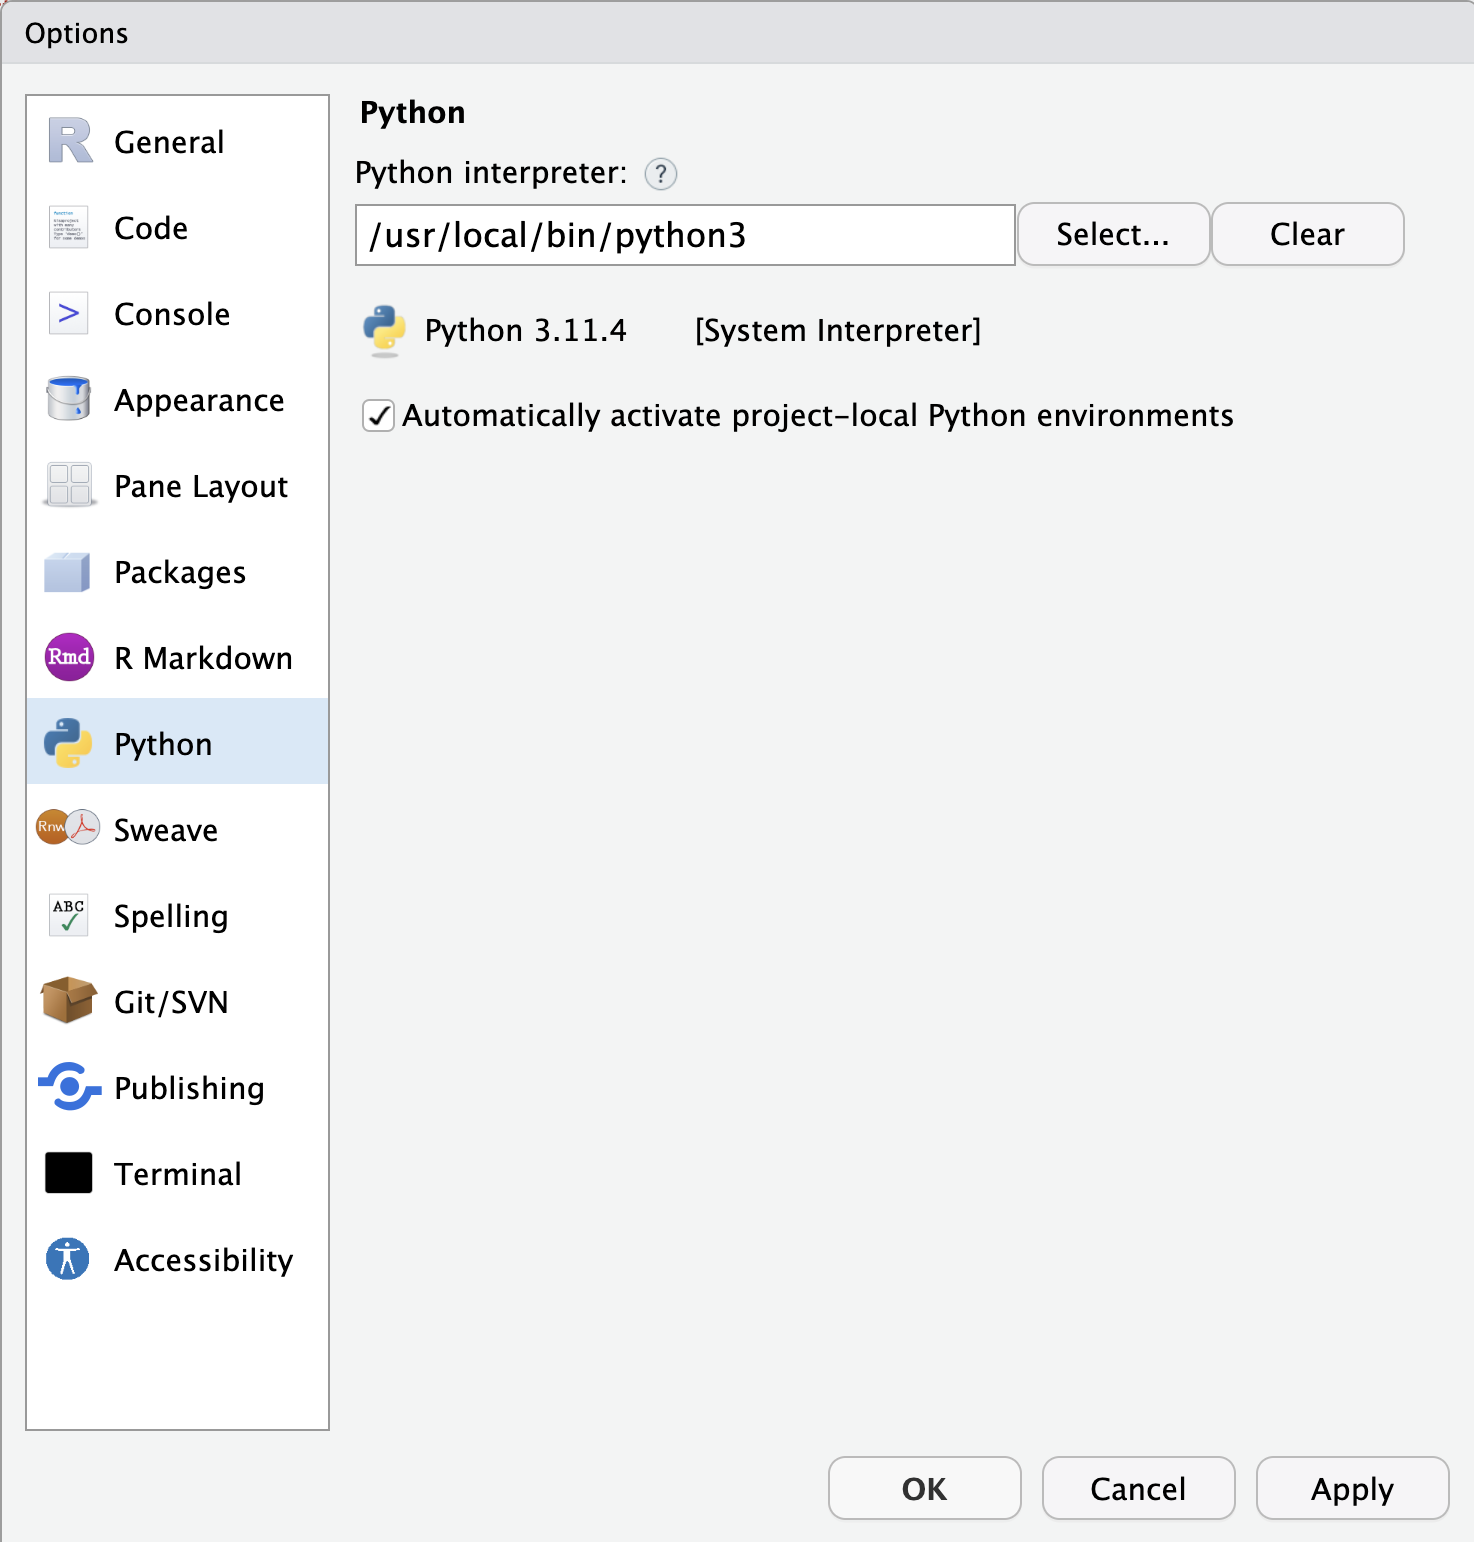 Options
General
Code
Console
Appearance
Pane Layout
Packages
Rmd R Markdown
Python
Rnw Sweave
ABC Spelling
Git/SVN
Publishing
Terminal
Accessibility
Python
Python interpreter: ?
/usr/local/bin/python3 Select... Clear
Python 3.11.4 [System Interpreter]
Automatically activate project-local Python environments
OK Cancel Apply